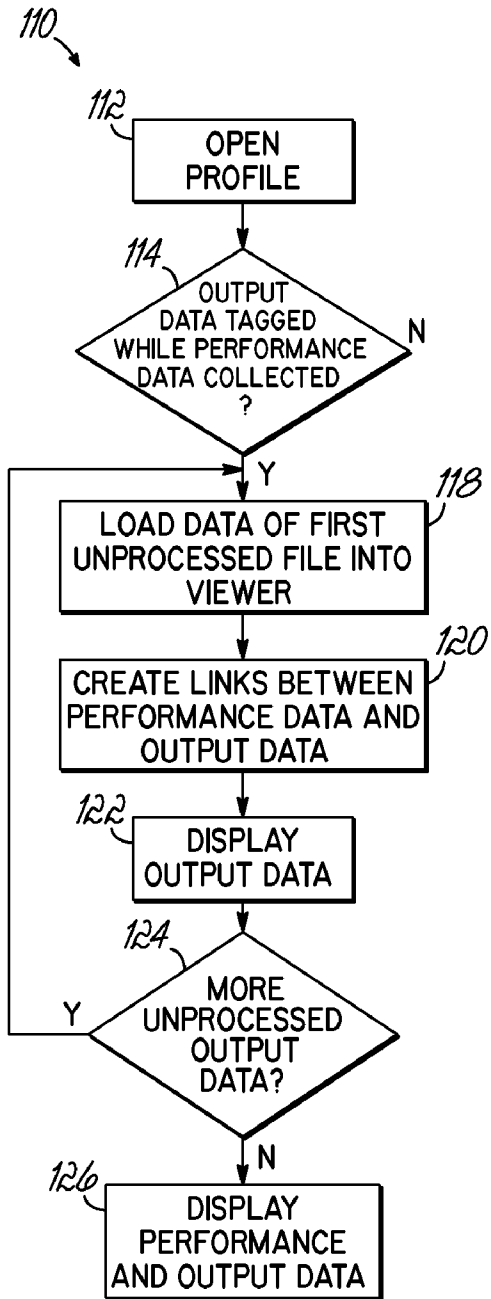 110
112
OPEN
PROFILE
114
OUTPUT
DATA TAGGED
WHILE PERFORMANCE
DATA COLLECTED
?
N
Y
118
LOAD DATA OF FIRST
UNPROCESSED FILE INTO
VIEWER
120
CREATE LINKS BETWEEN
PERFORMANCE DATA AND
OUTPUT DATA
122
DISPLAY
OUTPUT DATA
124
MORE
UNPROCESSED
OUTPUT
DATA?
Y
N
126
DISPLAY
PERFORMANCE
AND OUTPUT DATA